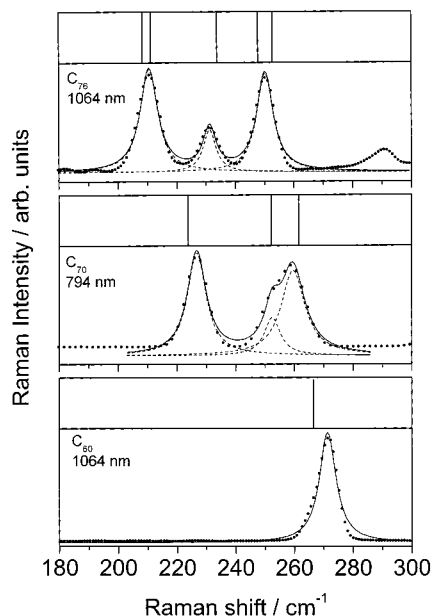 Raman Intensity / arb. units
C₇₆
1064 nm
C₇₀
794 nm
C₆₀
1064 nm
180 200 220 240 260 280 300
Raman shift / cm⁻¹